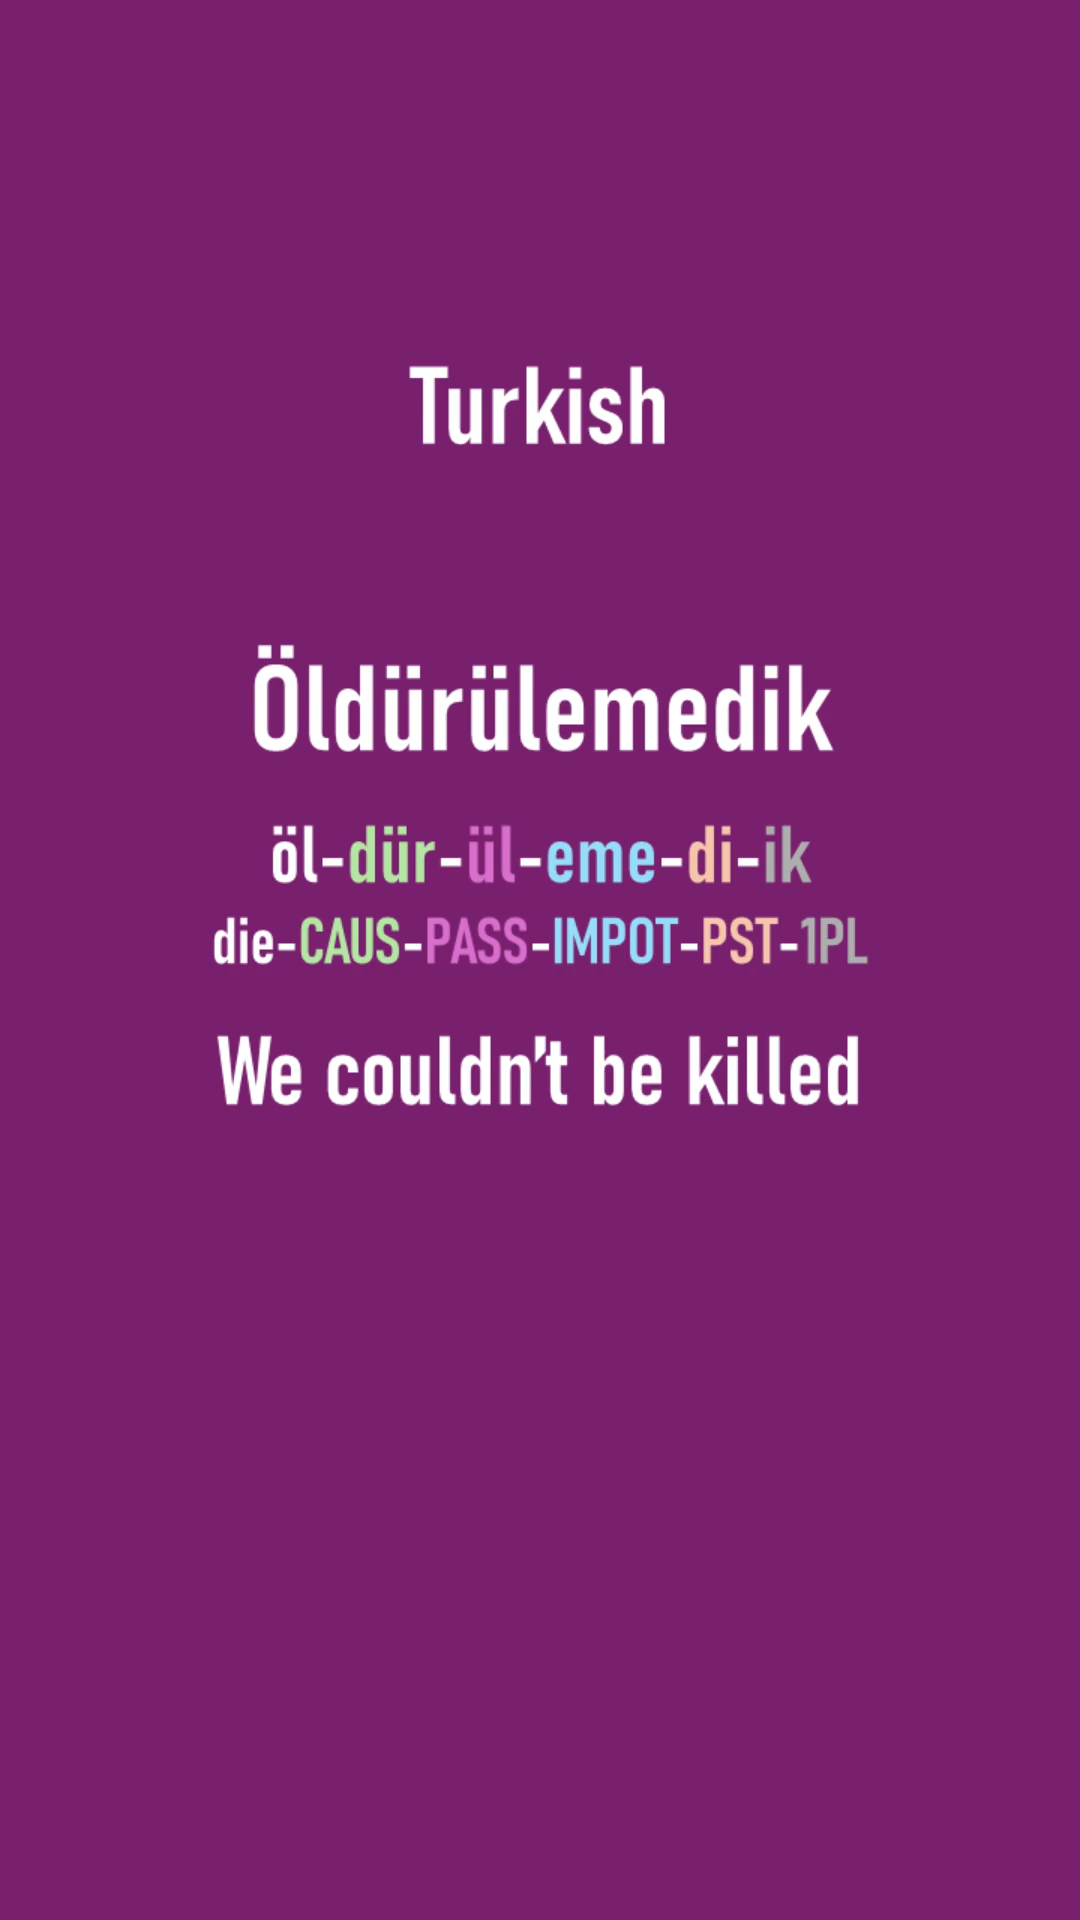 Turkish
Öldürülemedik
öl-dür-ül-eme-di-ik
die-CAUS-PASS-IMPOT-PST-1PL
We couldn't be killed